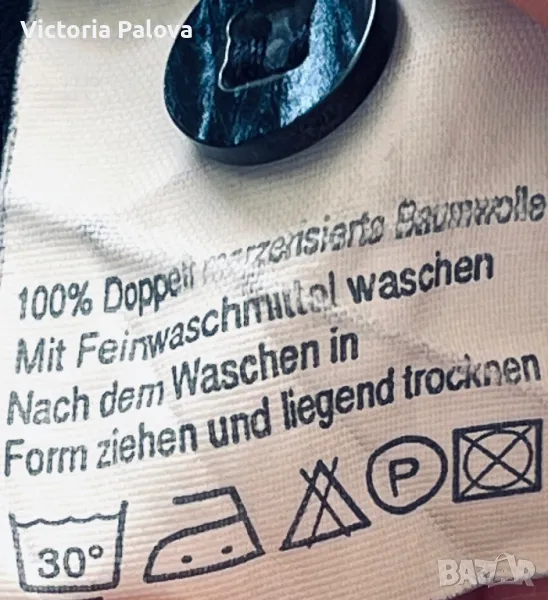 Victoria Palova
100% Doppelt merzerisierte Baumwolle
Mit Feinwaschmittel waschen
Nach dem Waschen in
Form ziehen und liegend trocknen
30° P
BAZAR